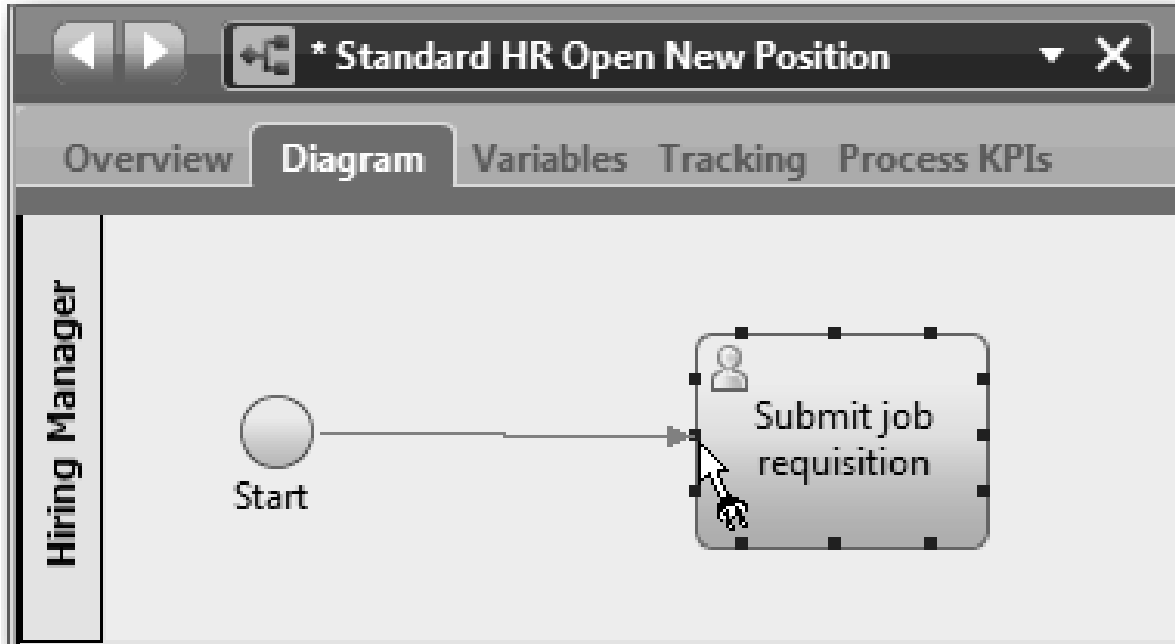 * Standard HR Open New Position
Overview Diagram Variables Tracking Process KPIs
Hiring Manager
Start
Submit job
requisition